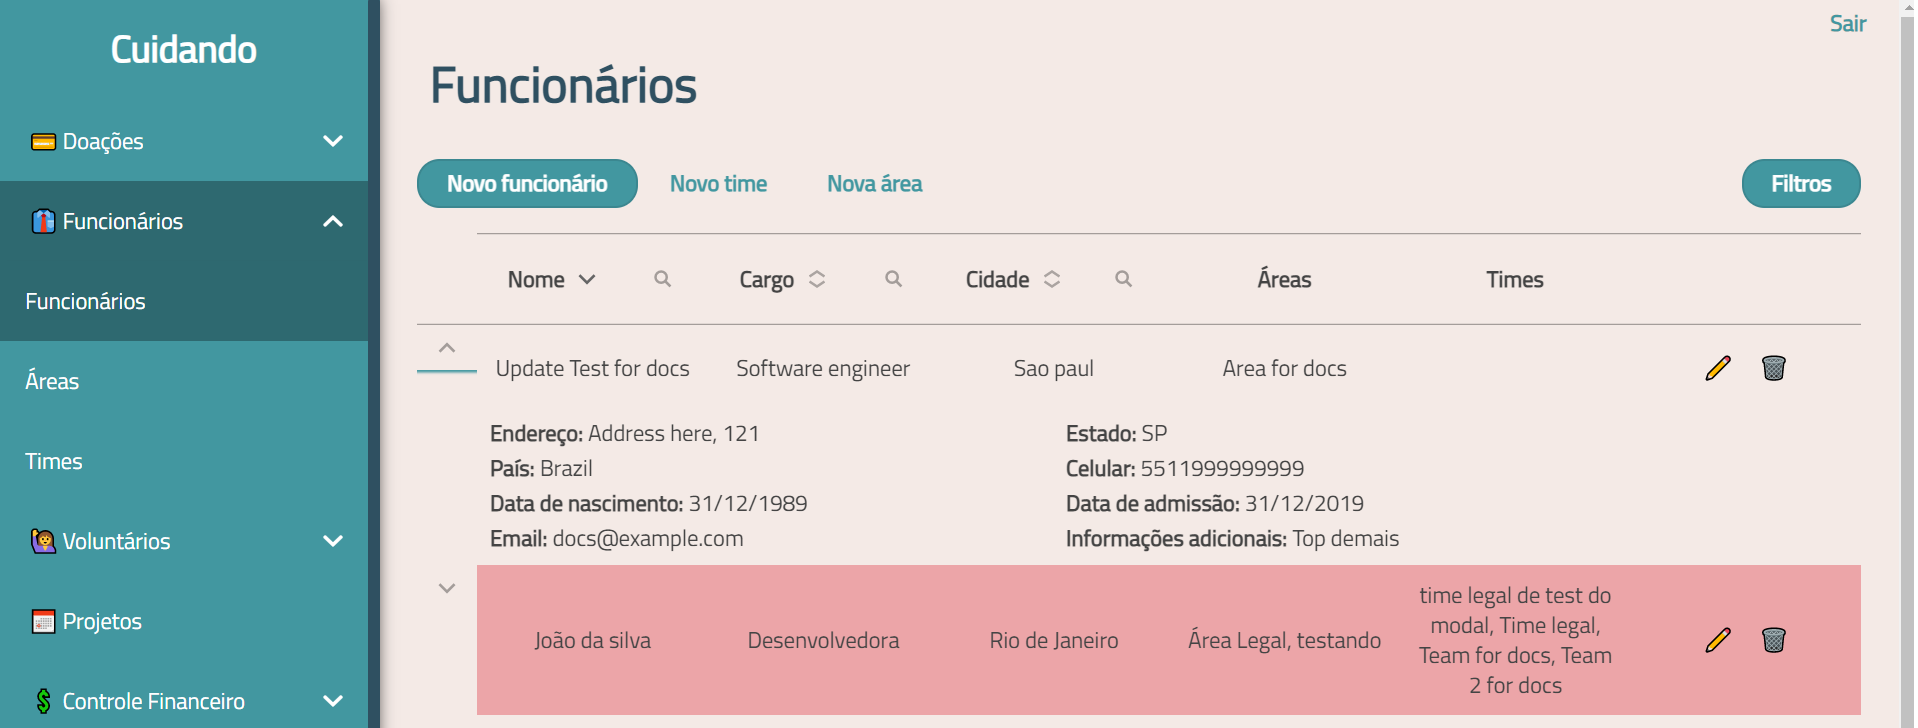 Cuidando
Doações
Funcionários
Funcionários
Áreas
Times
Voluntários
Projetos
Controle Financeiro
Sair
Funcionários
Novo funcionário Novo time Nova área Filtros
Nome Cargo Cidade Áreas Times
Update Test for docs Software engineer Sao paul Area for docs
Endereço: Address here, 121 Estado: SP
País: Brazil Celular: 5511999999999
Data de nascimento: 31/12/1989 Data de admissão: 31/12/2019
Email: docs@example.com Informações adicionais: Top demais
João da silva Desenvolvedora Rio de Janeiro Área Legal, testando
time legal de test do
modal, Time legal,
Team for docs, Team
2 for docs